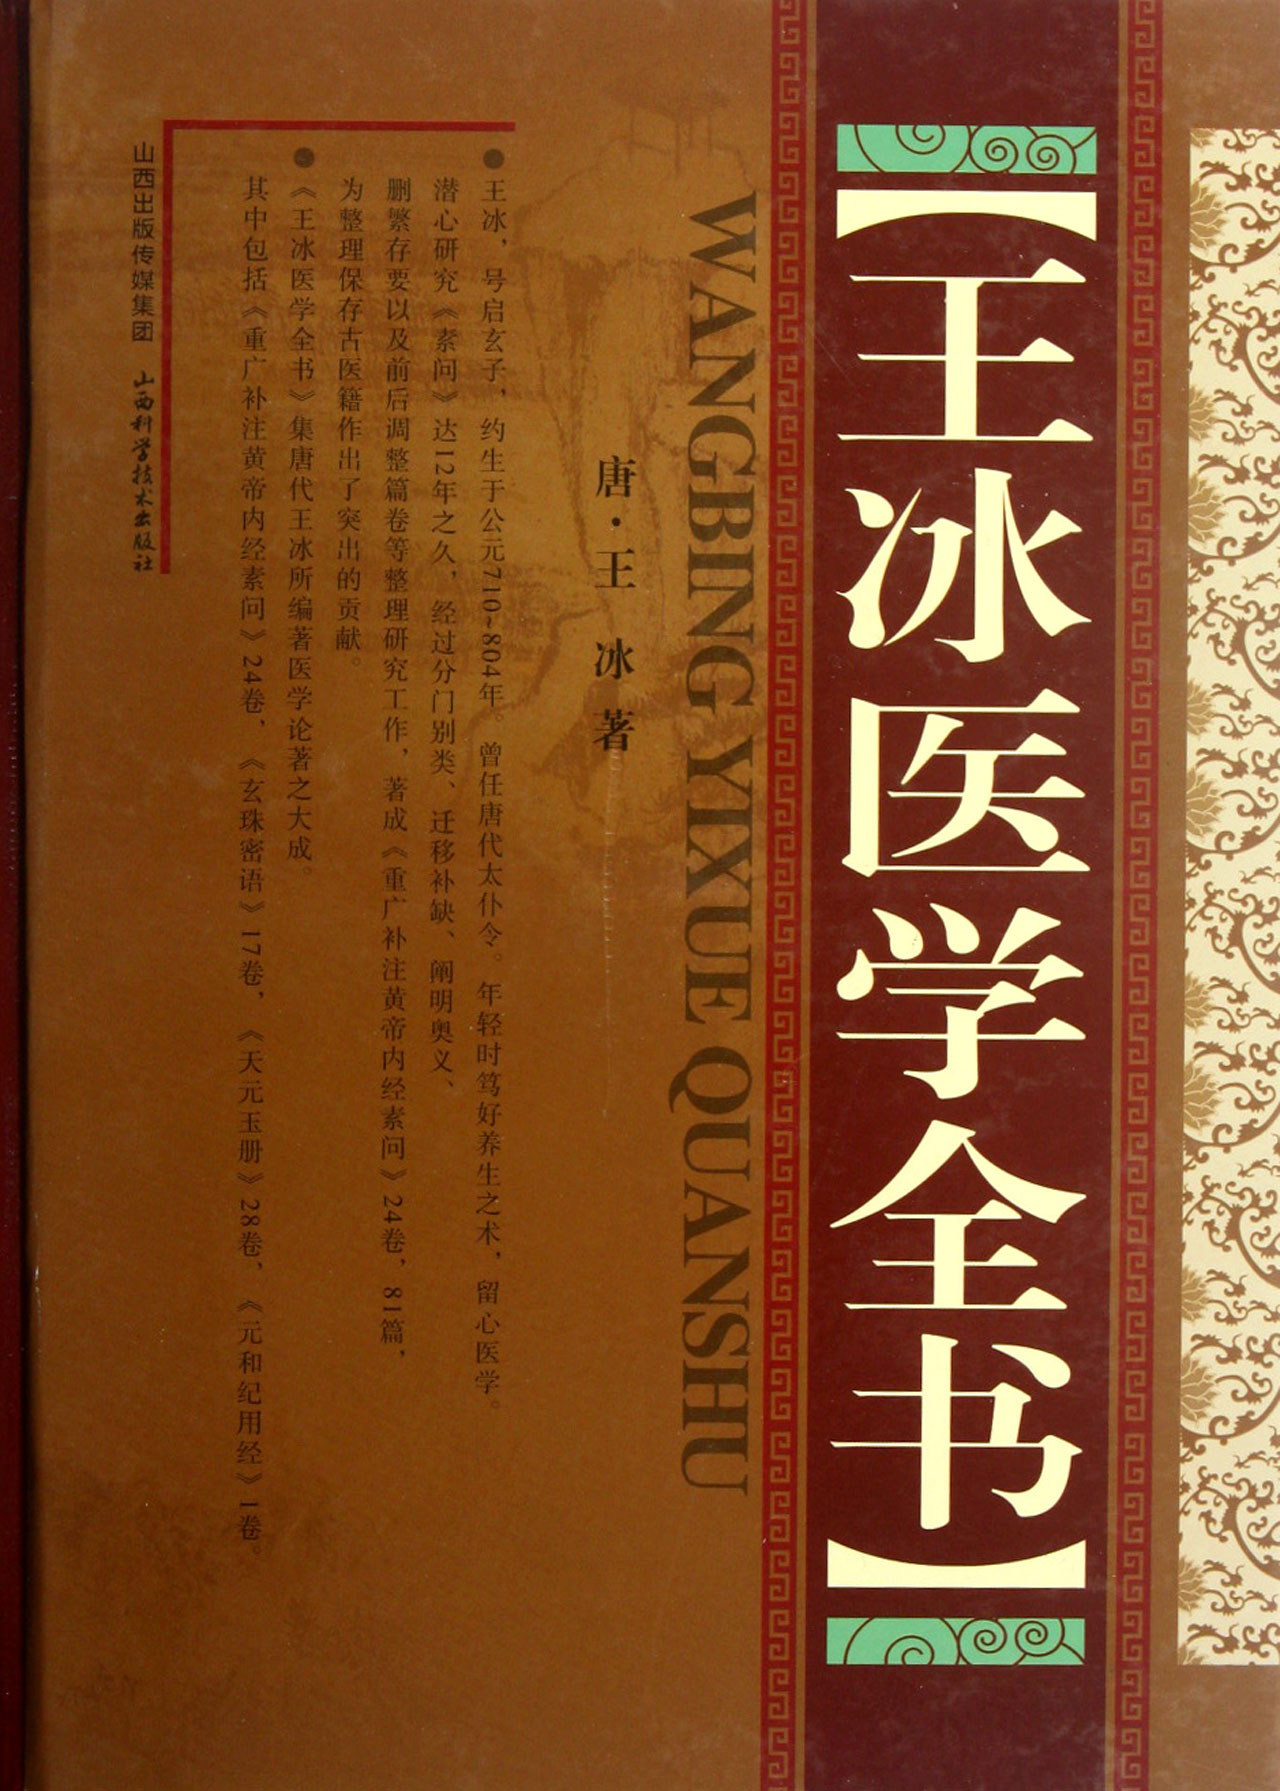 【王冰医学全书】
WANGBING YIXUE QUANSHU
唐·王 冰 著
● 王冰，号启玄子，约生于公元710~804年。曾任唐代太仆令。年轻时笃好养生之术，留心医学。
潜心研究《素问》达12年之久，经过分门别类、迁移补缺、阐明奥义、
删繁存要以及前后调整篇卷等整理研究工作，著成《重广补注黄帝内经素问》24卷，81篇，
为整理保存古医籍作出了突出的贡献。
● 《王冰医学全书》集唐代王冰所编著医学论著之大成。
其中包括《重广补注黄帝内经素问》24卷、《玄珠密语》17卷，《天元玉册》28卷，《元和纪用经》1卷。
山西出版传媒集团 山西科学技术出版社